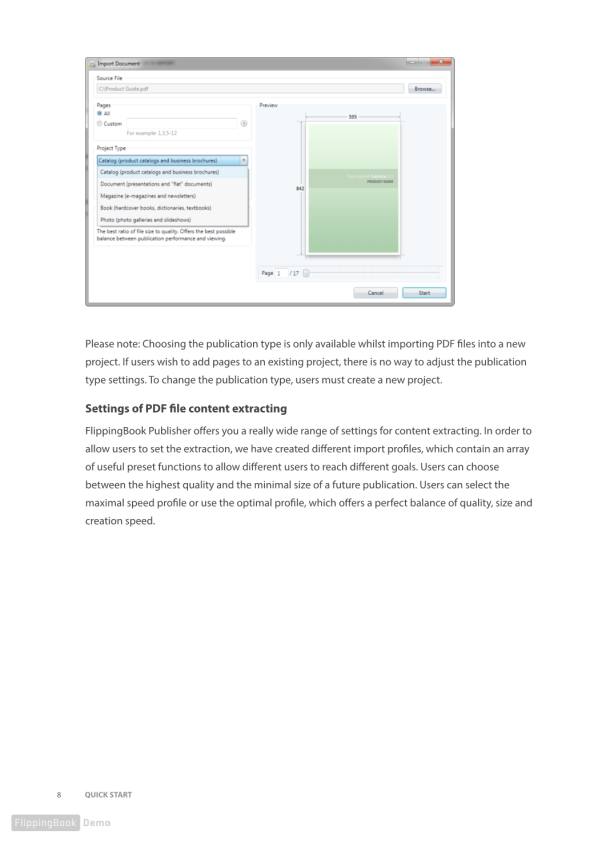 Import Document
Source File
C:\Product Guide.pdf
Browse...
Pages
All
Custom
For example: 1,3,5-12
Project Type
Catalog (product catalogs and business brochures)
Catalog (product catalogs and business brochures)
Document (presentations and "flat" documents)
Magazine (e-magazines and newsletters)
Book (hardcover books, dictionaries, textbooks)
Photo (photo galleries and slideshows)
The best ratio of file size to quality. Offers the best possible
balance between publication performance and viewing.
Preview
595
842
PRODUCT GUIDE
Page 1 / 17
Cancel
Start
Please note: Choosing the publication type is only available whilst importing PDF files into a new
project. If users wish to add pages to an existing project, there is no way to adjust the publication
type settings. To change the publication type, users must create a new project.
Settings of PDF file content extracting
FlippingBook Publisher offers you a really wide range of settings for content extracting. In order to
allow users to set the extraction, we have created different import profiles, which contain an array
of useful preset functions to allow different users to reach different goals. Users can choose
between the highest quality and the minimal size of a future publication. Users can select the
maximal speed profile or use the optimal profile, which offers a perfect balance of quality, size and
creation speed.
8 QUICK START
FlippingBook Demo